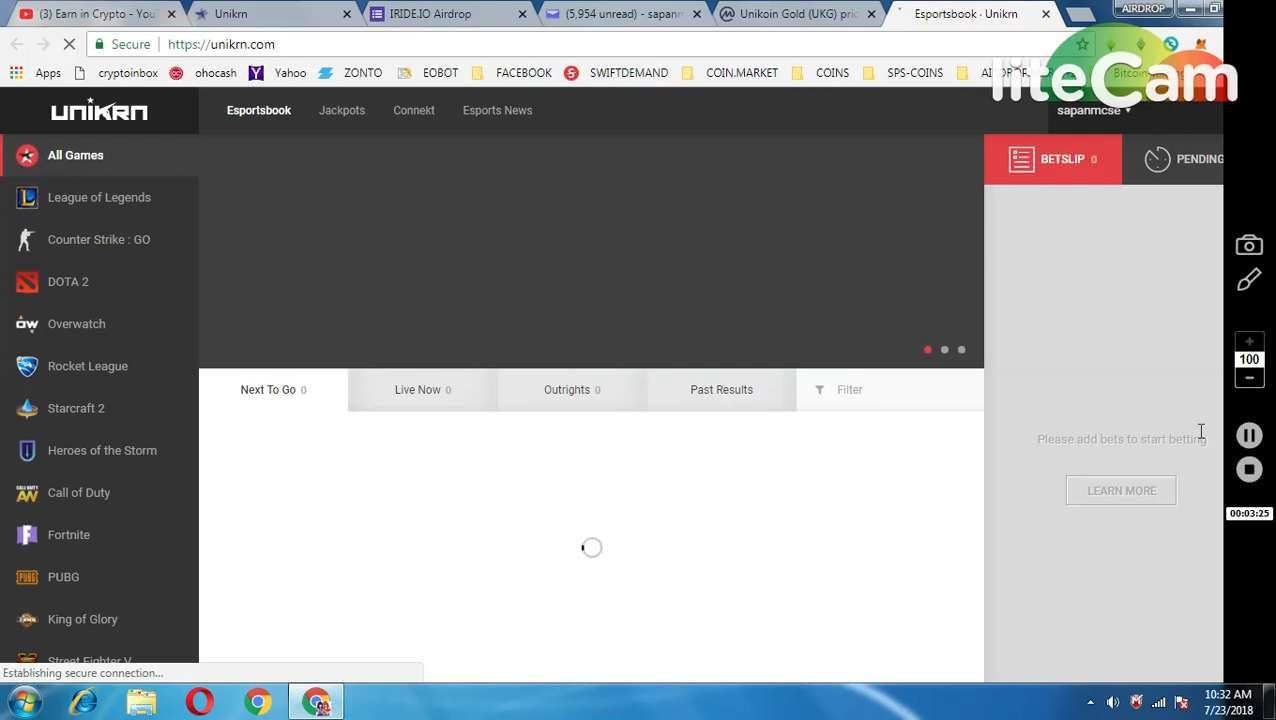 (3) Earn in Crypto - You
Unikrn
IRIDE.IO Airdrop
(5,954 unread) - sapanm
Unikoin Gold (UKG) pric
Esportsbook · Unikrn
AIRDROP
Secure
https://unikrn.com
Apps
cryptoinbox
ohocash
Yahoo
EOBOT
FACEBOOK
SWIFTDEMAND
COIN.MARKET
COINS
SPS-COINS
liteCam
UNIKRN
Esportsbook
Jackpots
Connekt
Esports News
sapanmcse
All Games
BETSLIP 0
PENDING
League of Legends
Counter Strike : GO
DOTA 2
Overwatch
Rocket League
Next To Go 0
Live Now 0
Outrights 0
Past Results
Filter
100
Starcraft 2
Please add bets to start betting
Heroes of the Storm
LEARN MORE
Call of Duty
00:03:25
Fortnite
PUBG
King of Glory
Street Fighter V
Establishing secure connection...
10:32 AM
7/23/2018